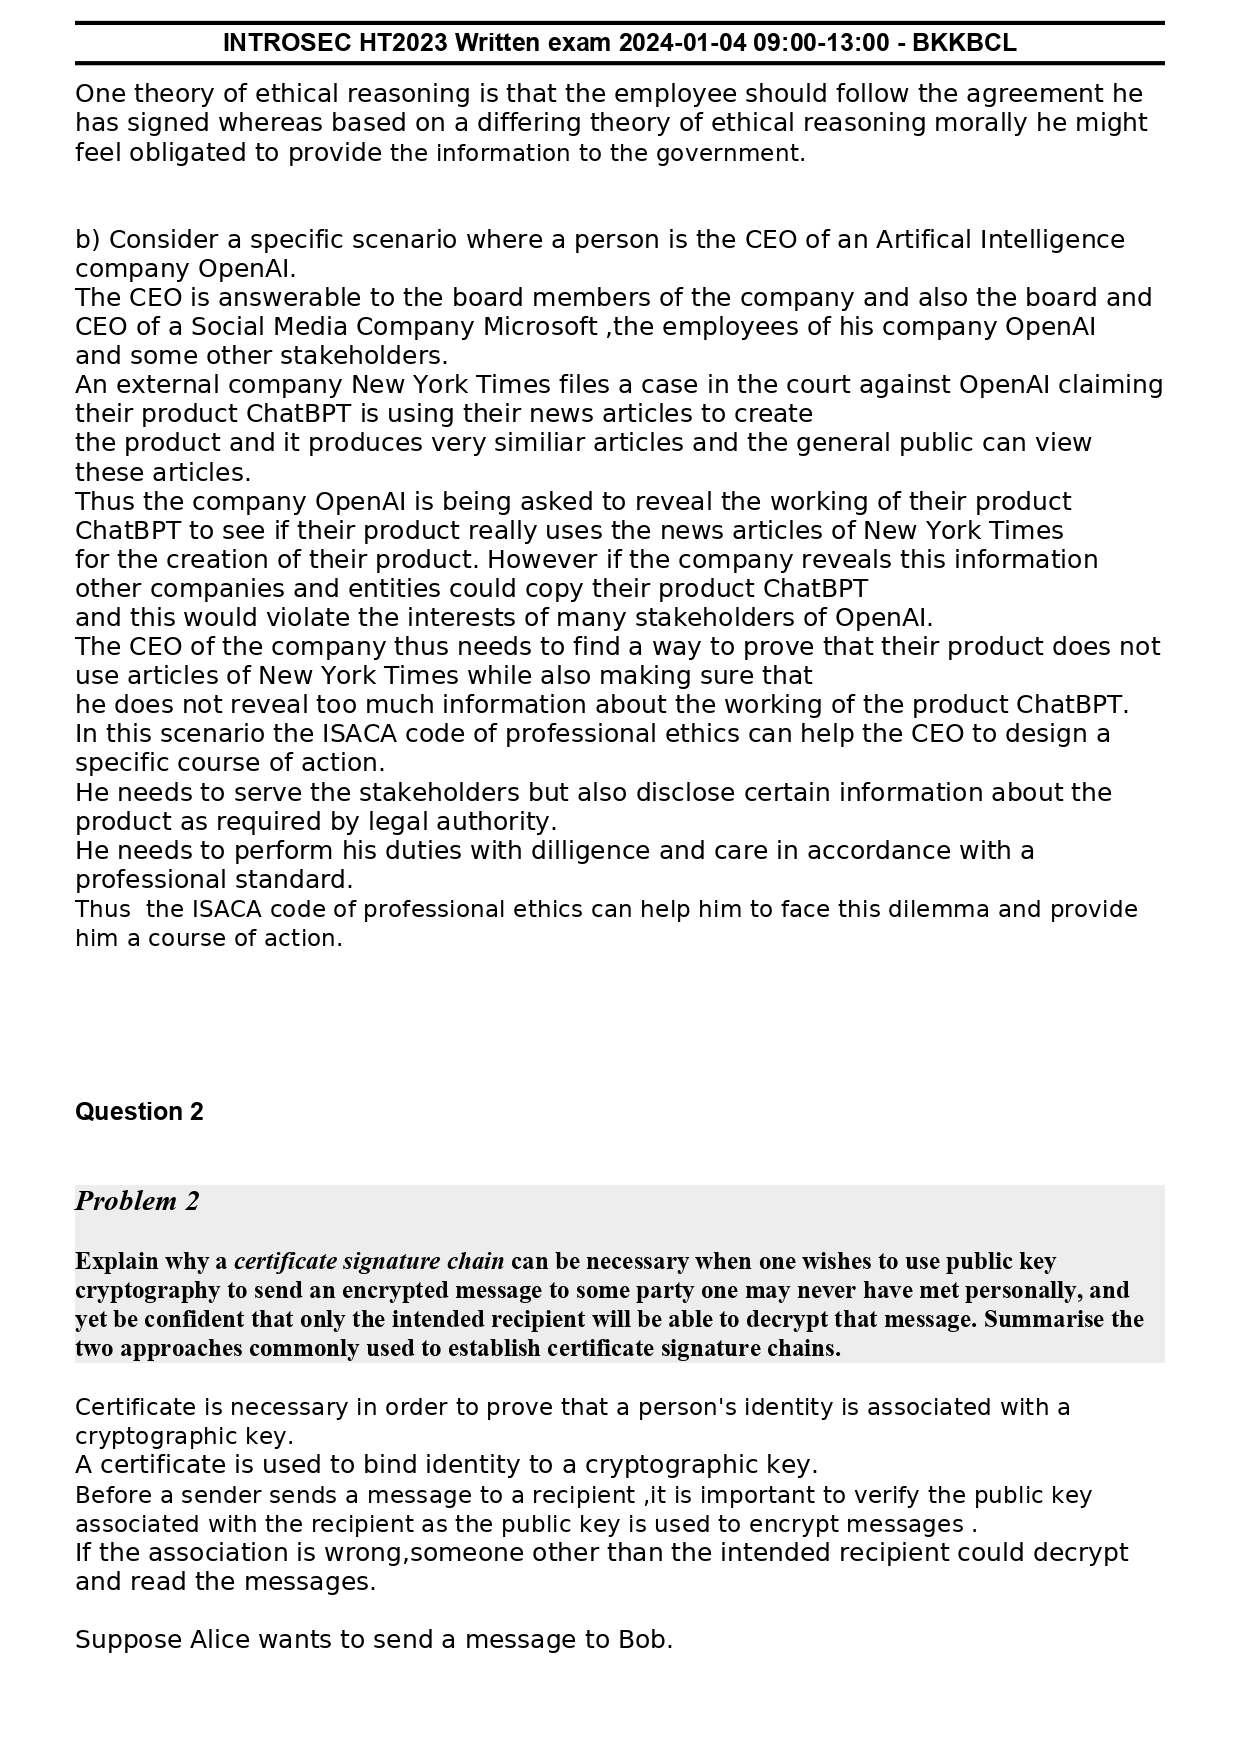 INTROSEC HT2023 Written exam 2024-01-04 09:00-13:00 - BKKBCL
One theory of ethical reasoning is that the employee should follow the agreement he
has signed whereas based on a differing theory of ethical reasoning morally he might
feel obligated to provide the information to the government.
b) Consider a specific scenario where a person is the CEO of an Artifical Intelligence
company OpenAI.
The CEO is answerable to the board members of the company and also the board and
CEO of a Social Media Company Microsoft ,the employees of his company OpenAI
and some other stakeholders.
An external company New York Times files a case in the court against OpenAI claiming
their product ChatBPT is using their news articles to create
the product and it produces very similiar articles and the general public can view
these articles.
Thus the company OpenAI is being asked to reveal the working of their product
ChatBPT to see if their product really uses the news articles of New York Times
for the creation of their product. However if the company reveals this information
other companies and entities could copy their product ChatBPT
and this would violate the interests of many stakeholders of OpenAI.
The CEO of the company thus needs to find a way to prove that their product does not
use articles of New York Times while also making sure that
he does not reveal too much information about the working of the product ChatBPT.
In this scenario the ISACA code of professional ethics can help the CEO to design a
specific course of action.
He needs to serve the stakeholders but also disclose certain information about the
product as required by legal authority.
He needs to perform his duties with dilligence and care in accordance with a
professional standard.
Thus  the ISACA code of professional ethics can help him to face this dilemma and provide
him a course of action.
Question 2
Problem 2
Explain why a certificate signature chain can be necessary when one wishes to use public key
cryptography to send an encrypted message to some party one may never have met personally, and
yet be confident that only the intended recipient will be able to decrypt that message. Summarise the
two approaches commonly used to establish certificate signature chains.
Certificate is necessary in order to prove that a person's identity is associated with a
cryptographic key.
A certificate is used to bind identity to a cryptographic key.
Before a sender sends a message to a recipient ,it is important to verify the public key
associated with the recipient as the public key is used to encrypt messages .
If the association is wrong,someone other than the intended recipient could decrypt
and read the messages.
Suppose Alice wants to send a message to Bob.